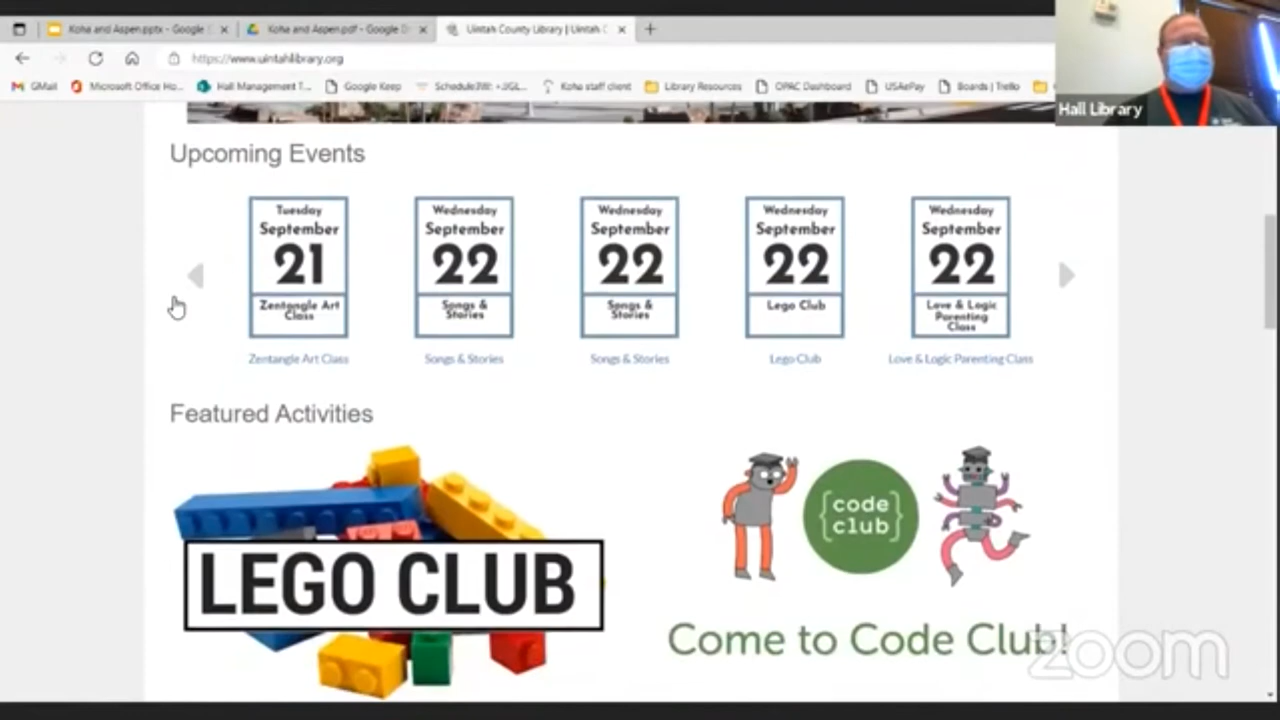 Koha and Aspen.pptx - Google
Koha and Aspen.pdf - Google Dr
Uintah County Library | Uintah C
https://www.uintahlibrary.org
GMail
Microsoft Office Ho...
Hall Management T...
Google Keep
Koha staff client
Library Resources
OPAC Dashboard
USAePay
Boards | Trello
Hall Library
Upcoming Events
Tuesday
September
21
Zentangle Art
Class
Wednesday
September
22
Songs &
Stories
Wednesday
September
22
Songs &
Stories
Wednesday
September
22
Lego Club
Wednesday
September
22
Love & Logic
Parenting
Class
Zentangle Art Class
Songs & Stories
Songs & Stories
Lego Club
Love & Logic Parenting Class
Featured Activities
LEGO CLUB
{code
club}
Come to Code Club!
zoom